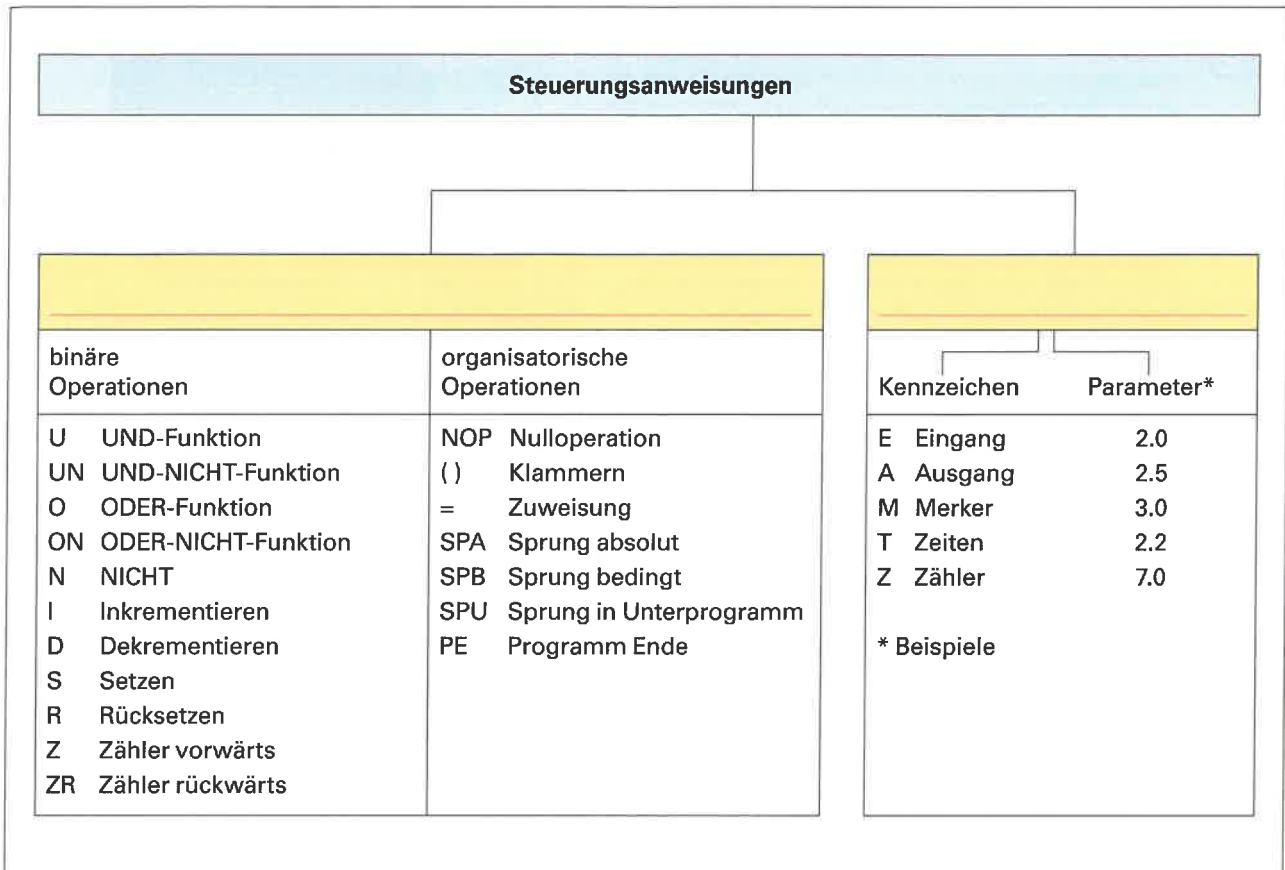 Steuerungsanweisungen
binäre
Operationen
organisatorische
Operationen
U UND-Funktion
UN UND-NICHT-Funktion
O ODER-Funktion
ON ODER-NICHT-Funktion
N NICHT
I Inkrementieren
D Dekrementieren
S Setzen
R Rücksetzen
Z Zähler vorwärts
ZR Zähler rückwärts
NOP Nulloperation
( ) Klammern
= Zuweisung
SPA Sprung absolut
SPB Sprung bedingt
SPU Sprung in Unterprogramm
PE Programm Ende
Kennzeichen Parameter*
E Eingang 2.0
A Ausgang 2.5
M Merker 3.0
T Zeiten 2.2
Z Zähler 7.0
* Beispiele